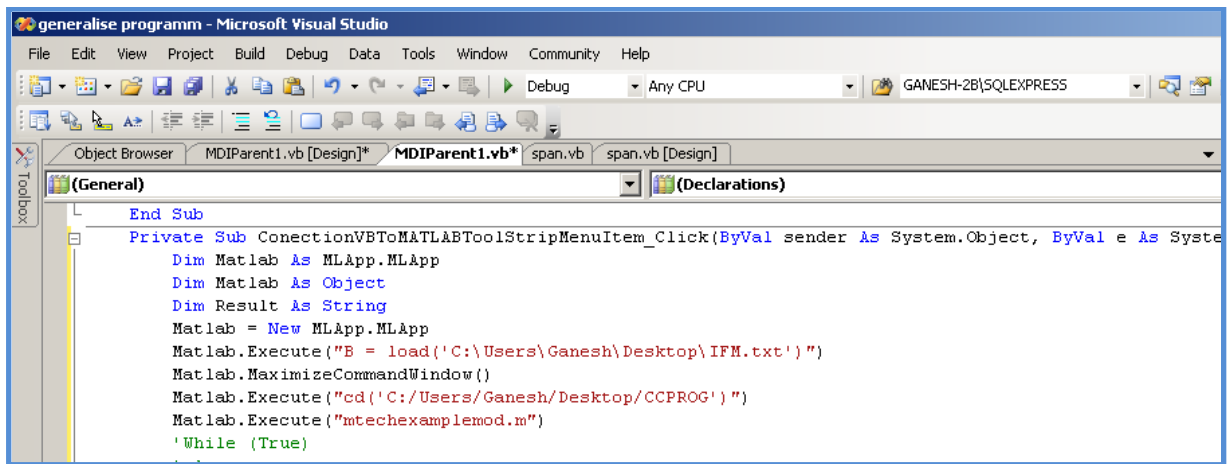 generalise programm - Microsoft Visual Studio
File Edit View Project Build Debug Data Tools Window Community Help
Debug Any CPU GANESH-2B\SQLEXPRESS
Object Browser MDIParent1.vb [Design]* MDIParent1.vb* span.vb span.vb [Design]
Toolbox
(General) (Declarations)
End Sub
Private Sub ConectionVBToMATLABToolStripMenuItem_Click(ByVal sender As System.Object, ByVal e As Syste
Dim Matlab As MLApp.MLApp
Dim Matlab As Object
Dim Result As String
Matlab = New MLApp.MLApp
Matlab.Execute("B = load('C:\Users\Ganesh\Desktop\IFM.txt')")
Matlab.MaximizeCommandWindow()
Matlab.Execute("cd('C:/Users/Ganesh/Desktop/CCPROG')")
Matlab.Execute("mtechexamplemod.m")
'While (True)